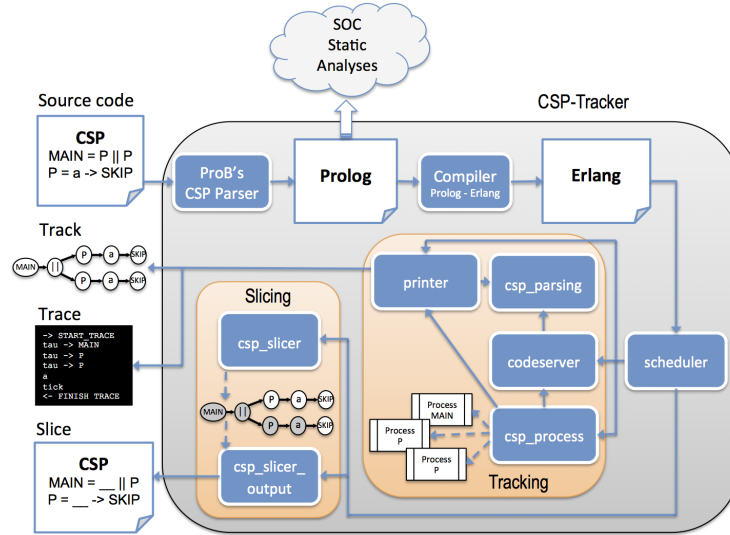 SOC
Static
Analyses
Source code
CSP-Tracker
CSP
MAIN = P || P
P = a -> SKIP
ProB's
CSP Parser
Prolog
Compiler
Prolog - Erlang
Erlang
Track
MAIN
||
P
a
SKIP
P
a
SKIP
printer
csp_parsing
Slicing
Trace
-> START_TRACE
tau -> MAIN
tau -> P
tau -> P
a
tick
<- FINISH TRACE
csp_slicer
codeserver
scheduler
MAIN
||
P
a
SKIP
P
a
SKIP
Process
MAIN
Process
P
Process
P
csp_process
Slice
CSP
MAIN = __ || P
P = __ -> SKIP
csp_slicer_
output
Tracking